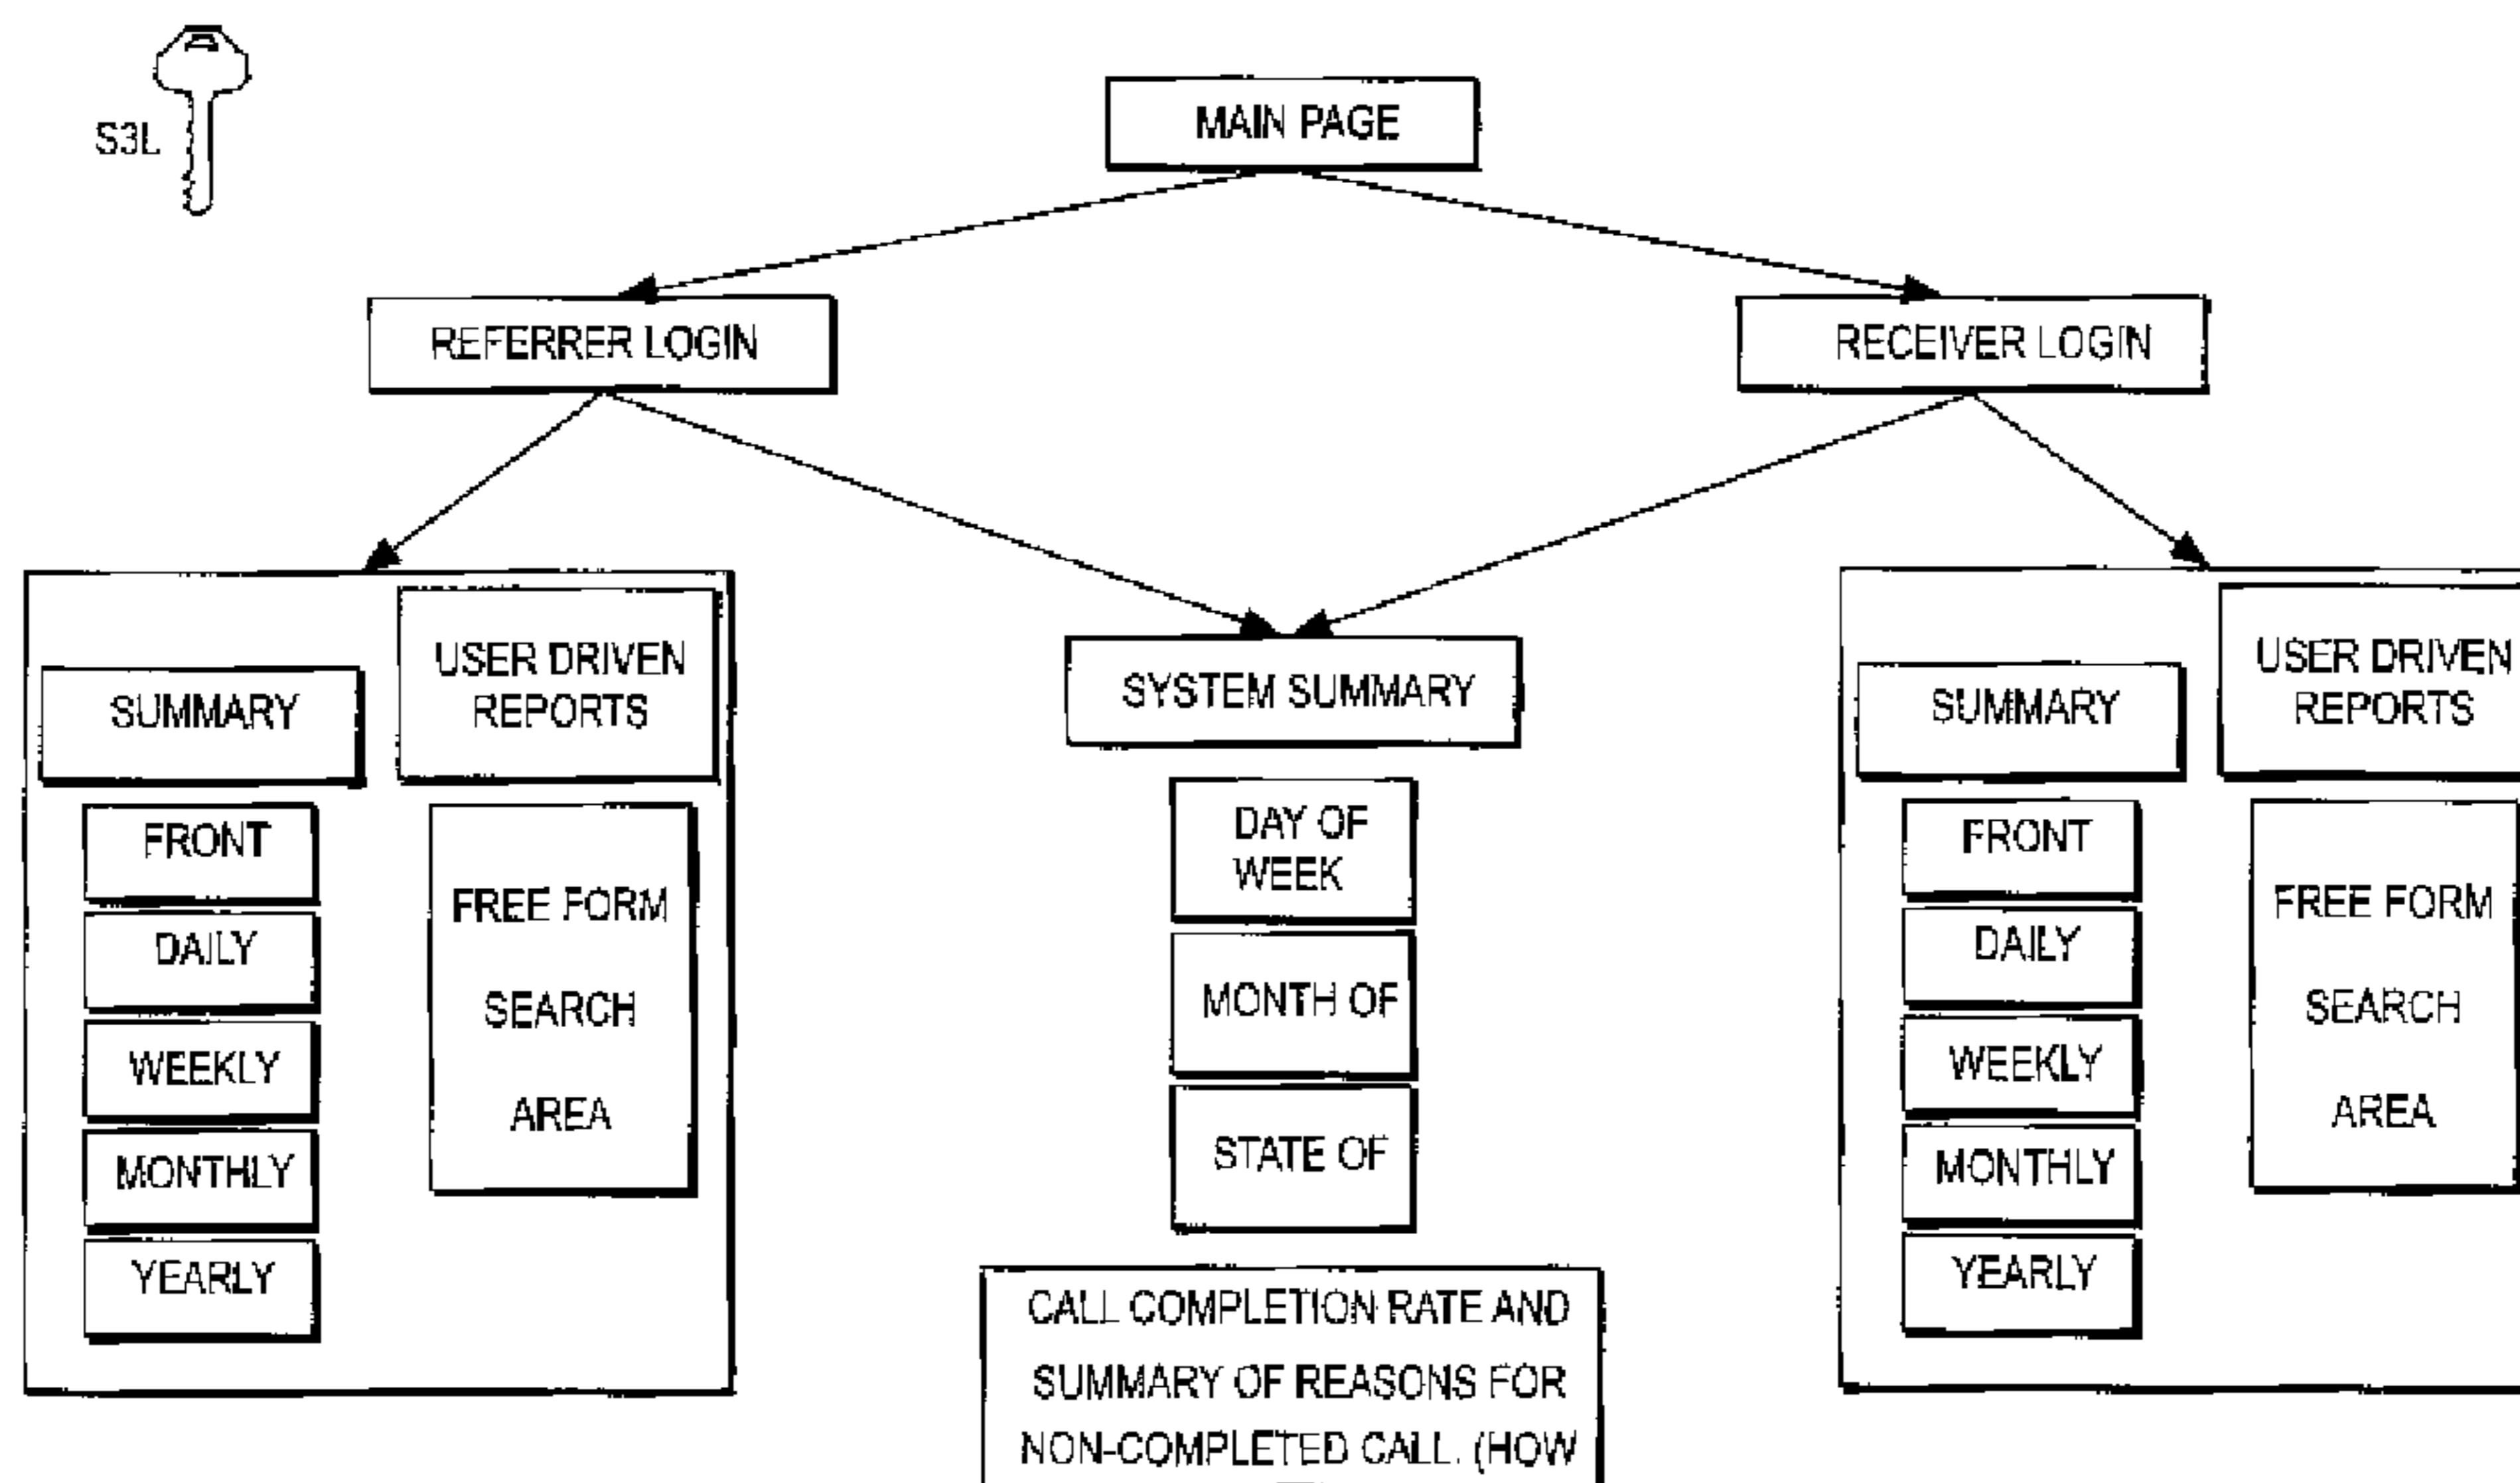 S3L
MAIN PAGE
REFERRER LOGIN
RECEIVER LOGIN
SUMMARY
FRONT
DAILY
WEEKLY
MONTHLY
YEARLY
USER DRIVEN
REPORTS
FREE FORM
SEARCH
AREA
SYSTEM SUMMARY
DAY OF
WEEK
MONTH OF
STATE OF
CALL COMPLETION RATE AND
SUMMARY OF REASONS FOR
NON-COMPLETED CALL. (HOW
SUMMARY
FRONT
DAILY
WEEKLY
MONTHLY
YEARLY
USER DRIVEN
REPORTS
FREE FORM
SEARCH
AREA